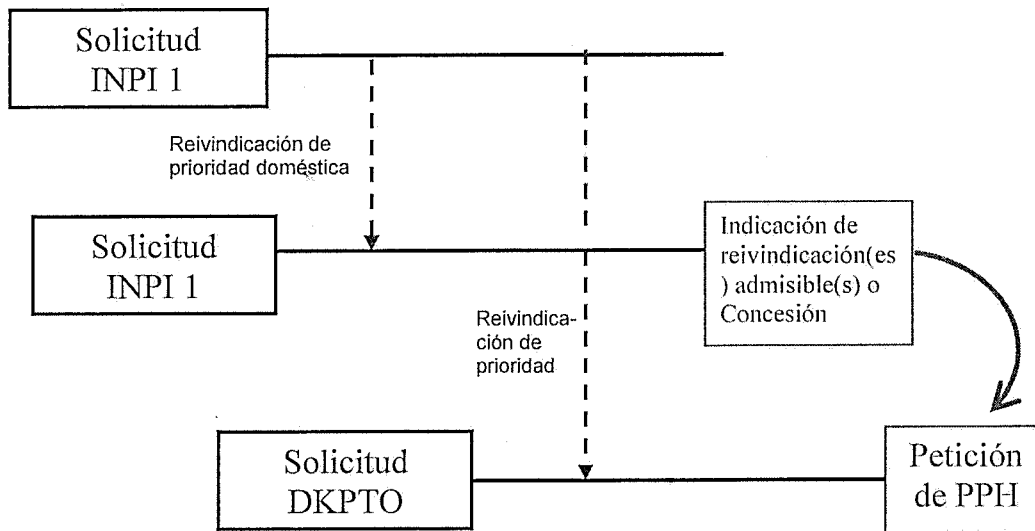 Solicitud
INPI 1
Reivindicación de
prioridad doméstica
Solicitud
INPI 1
Indicación de
reivindicación(es
) admisible(s) o
Concesión
Reivindica-
ción de
prioridad
Solicitud
DKPTO
Petición
de PPH